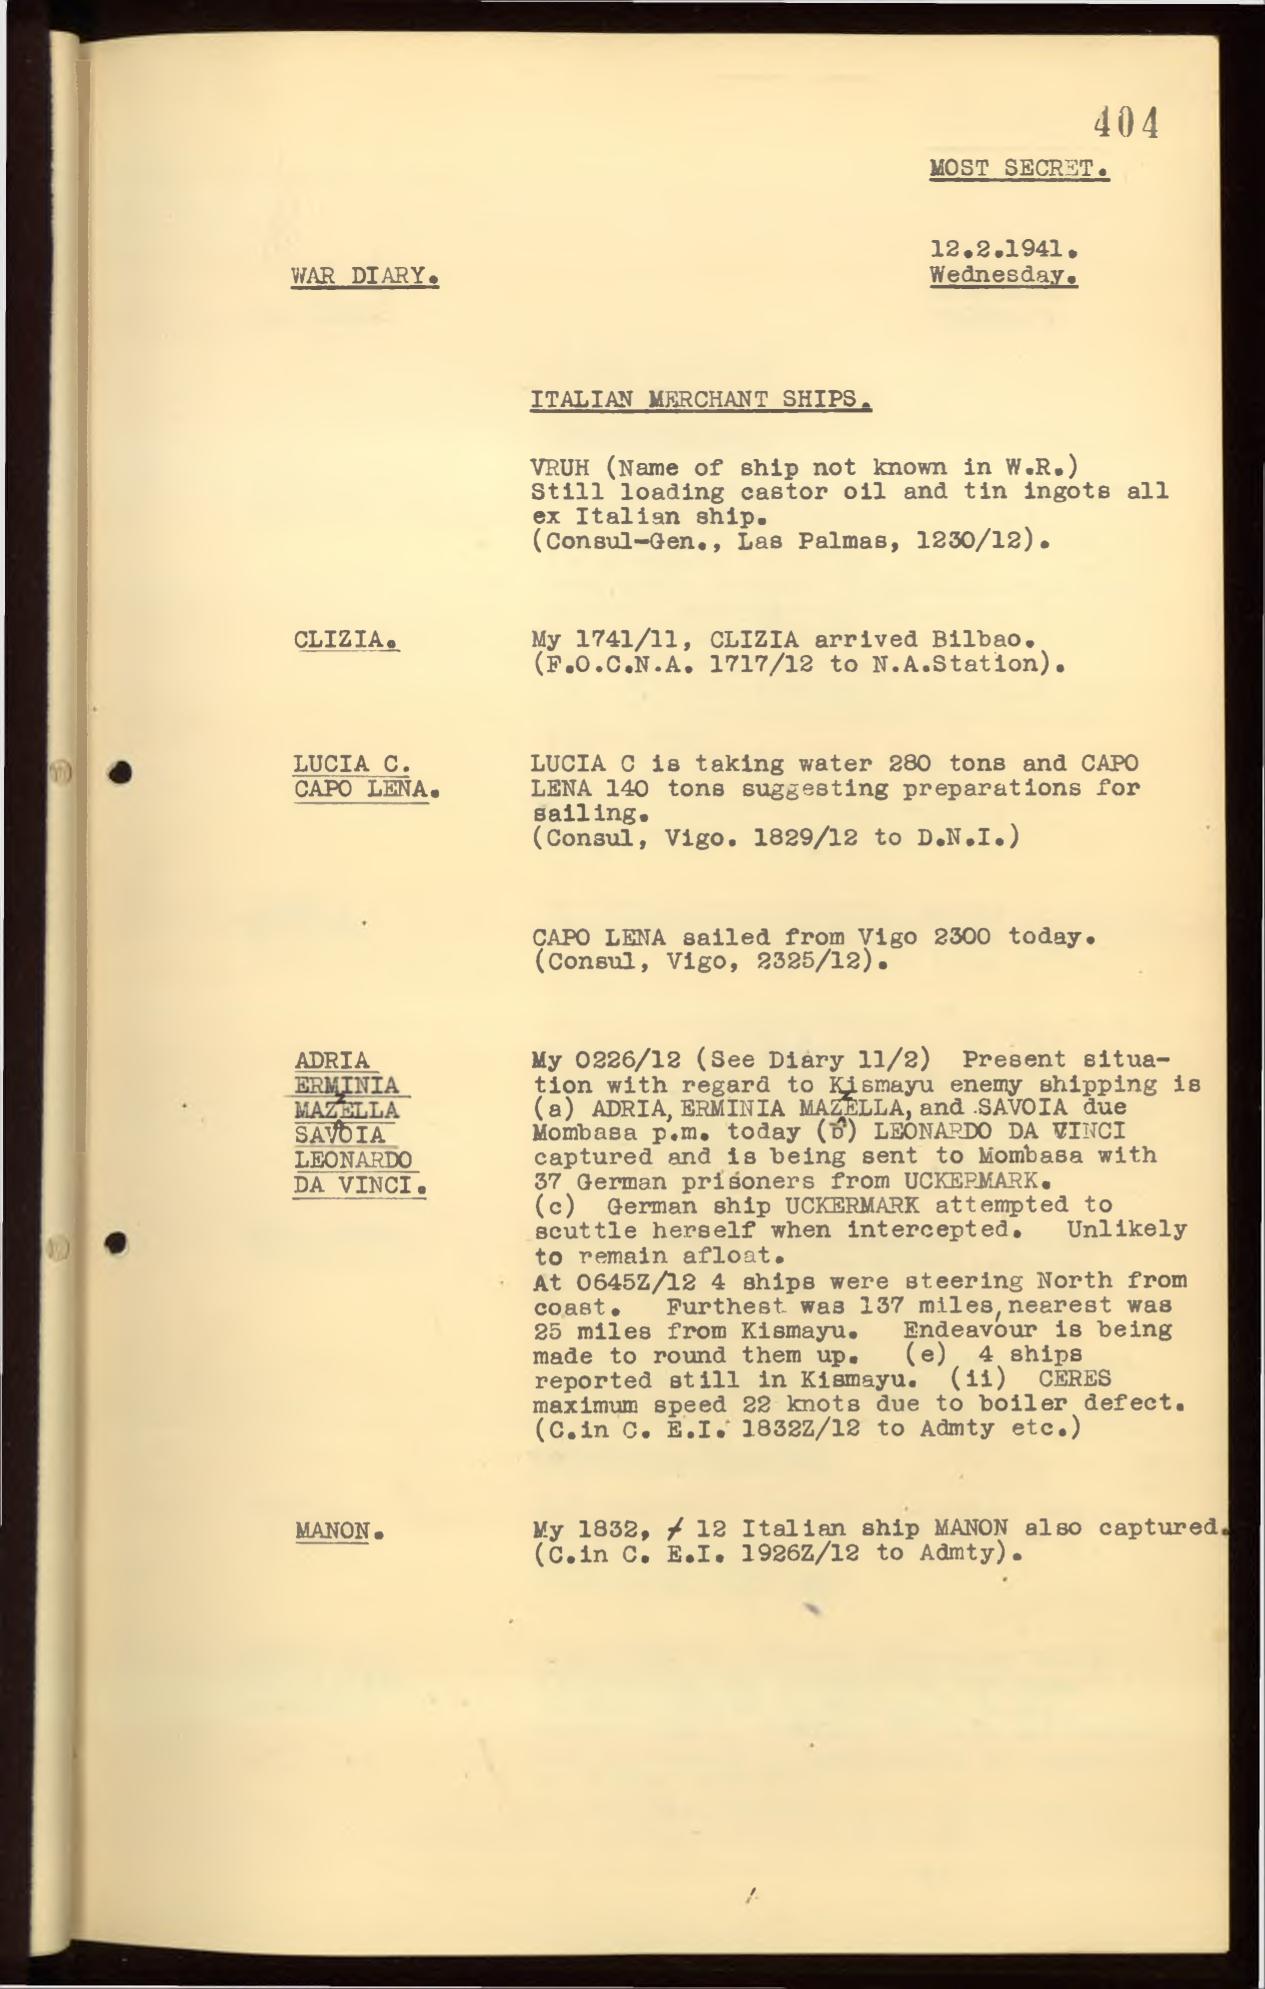 404
MOST SECRET.
12.2.1941.
WAR DIARY.
Wednesday.
ITALIAN MERCHANT SHIPS.
VRUH (Name of ship not known in W.R.)
Still loading castor oil and tin ingots all
ex Italian ship.
(Consul-Gen., Las Palmas, 1230/12).
CLIZIA.
My 1741/11, CLIZIA arrived Bilbao.
(F.O.C.N.A. 1717/12 to N.A.Station).
LUCIA C.
CAPO LENA.
LUCIA C is taking water 280 tons and CAPO
LENA 140 tons suggesting preparations for
sailing.
(Consul, Vigo. 1829/12 to D.N.I.)
CAPO LENA sailed from Vigo 2300 today.
(Consul, Vigo, 2325/12).
ADRIA
ERMINIA
MAZZELLA
SAVOIA
LEONARDO
DA VINCI.
My 0226/12 (See Diary 11/2) Present situa-
tion with regard to Kismayu enemy shipping is
(a) ADRIA, ERMINIA MAZZELLA, and SAVOIA due
Mombasa p.m. today (b) LEONARDO DA VINCI
captured and is being sent to Mombasa with
37 German prisoners from UCKERMARK.
(c) German ship UCKERMARK attempted to
scuttle herself when intercepted. Unlikely
to remain afloat.
At 0645Z/12 4 ships were steering North from
coast. Furthest was 137 miles, nearest was
25 miles from Kismayu. Endeavour is being
made to round them up. (e) 4 ships
reported still in Kismayu. (ii) CERES
maximum speed 22 knots due to boiler defect.
(C.in C. E.I. 1832Z/12 to Admty etc.)
MANON.
My 1832, / 12 Italian ship MANON also captured.
(C.in C. E.I. 1926Z/12 to Admty).